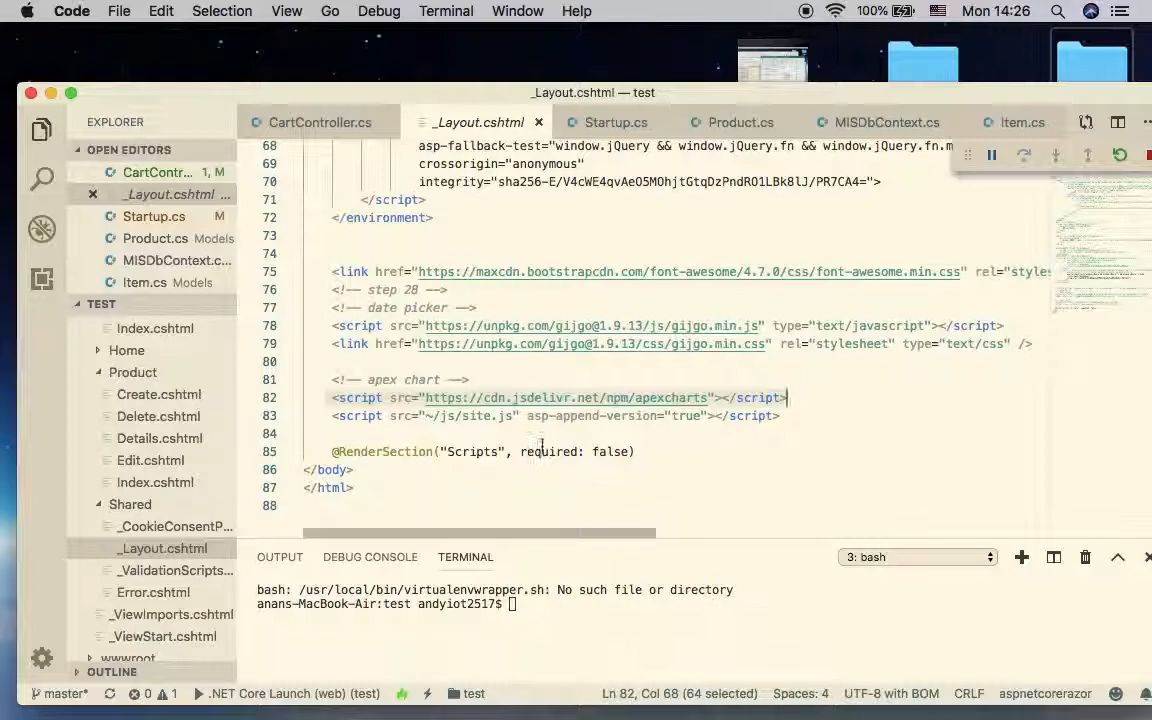 Code File Edit Selection View Go Debug Terminal Window Help 100% Mon 14:26
_Layout.cshtml — test
EXPLORER
CartController.cs _Layout.cshtml Startup.cs Product.cs MISDbContext.cs Item.cs
OPEN EDITORS
CartContr... 1, M
_Layout.cshtml ...
Startup.cs M
Product.cs Models
MISDbContext.c...
Item.cs Models
TEST
Index.cshtml
Home
Product
Create.cshtml
Delete.cshtml
Details.cshtml
Edit.cshtml
Index.cshtml
Shared
_CookieConsentP...
_Layout.cshtml
_ValidationScripts...
Error.cshtml
_ViewImports.cshtml
_ViewStart.cshtml
wwwroot
OUTLINE
68 asp-fallback-test="window.jQuery && window.jQuery.fn && window.jQuery.fn.m
69 crossorigin="anonymous"
70 integrity="sha256-E/V4cWE4qvAeO5MOhjtGtqDzPndRO1LBk8lJ/PR7CA4=">
71 </script>
72 </environment>
73
74
75 <link href="https://maxcdn.bootstrapcdn.com/font-awesome/4.7.0/css/font-awesome.min.css" rel="styles
76 <!-- step 28 -->
77 <!-- date picker -->
78 <script src="https://unpkg.com/gijgo@1.9.13/js/gijgo.min.js" type="text/javascript"></script>
79 <link href="https://unpkg.com/gijgo@1.9.13/css/gijgo.min.css" rel="stylesheet" type="text/css" />
80
81 <!-- apex chart -->
82 <script src="https://cdn.jsdelivr.net/npm/apexcharts"></script>
83 <script src="~/js/site.js" asp-append-version="true"></script>
84
85 @RenderSection("Scripts", required: false)
86 </body>
87 </html>
88
OUTPUT DEBUG CONSOLE TERMINAL 3: bash
bash: /usr/local/bin/virtualenvwrapper.sh: No such file or directory
anans-MacBook-Air:test andyiot2517$
master* 0 1 .NET Core Launch (web) (test) test Ln 82, Col 68 (64 selected) Spaces: 4 UTF-8 with BOM CRLF aspnetcorerazor